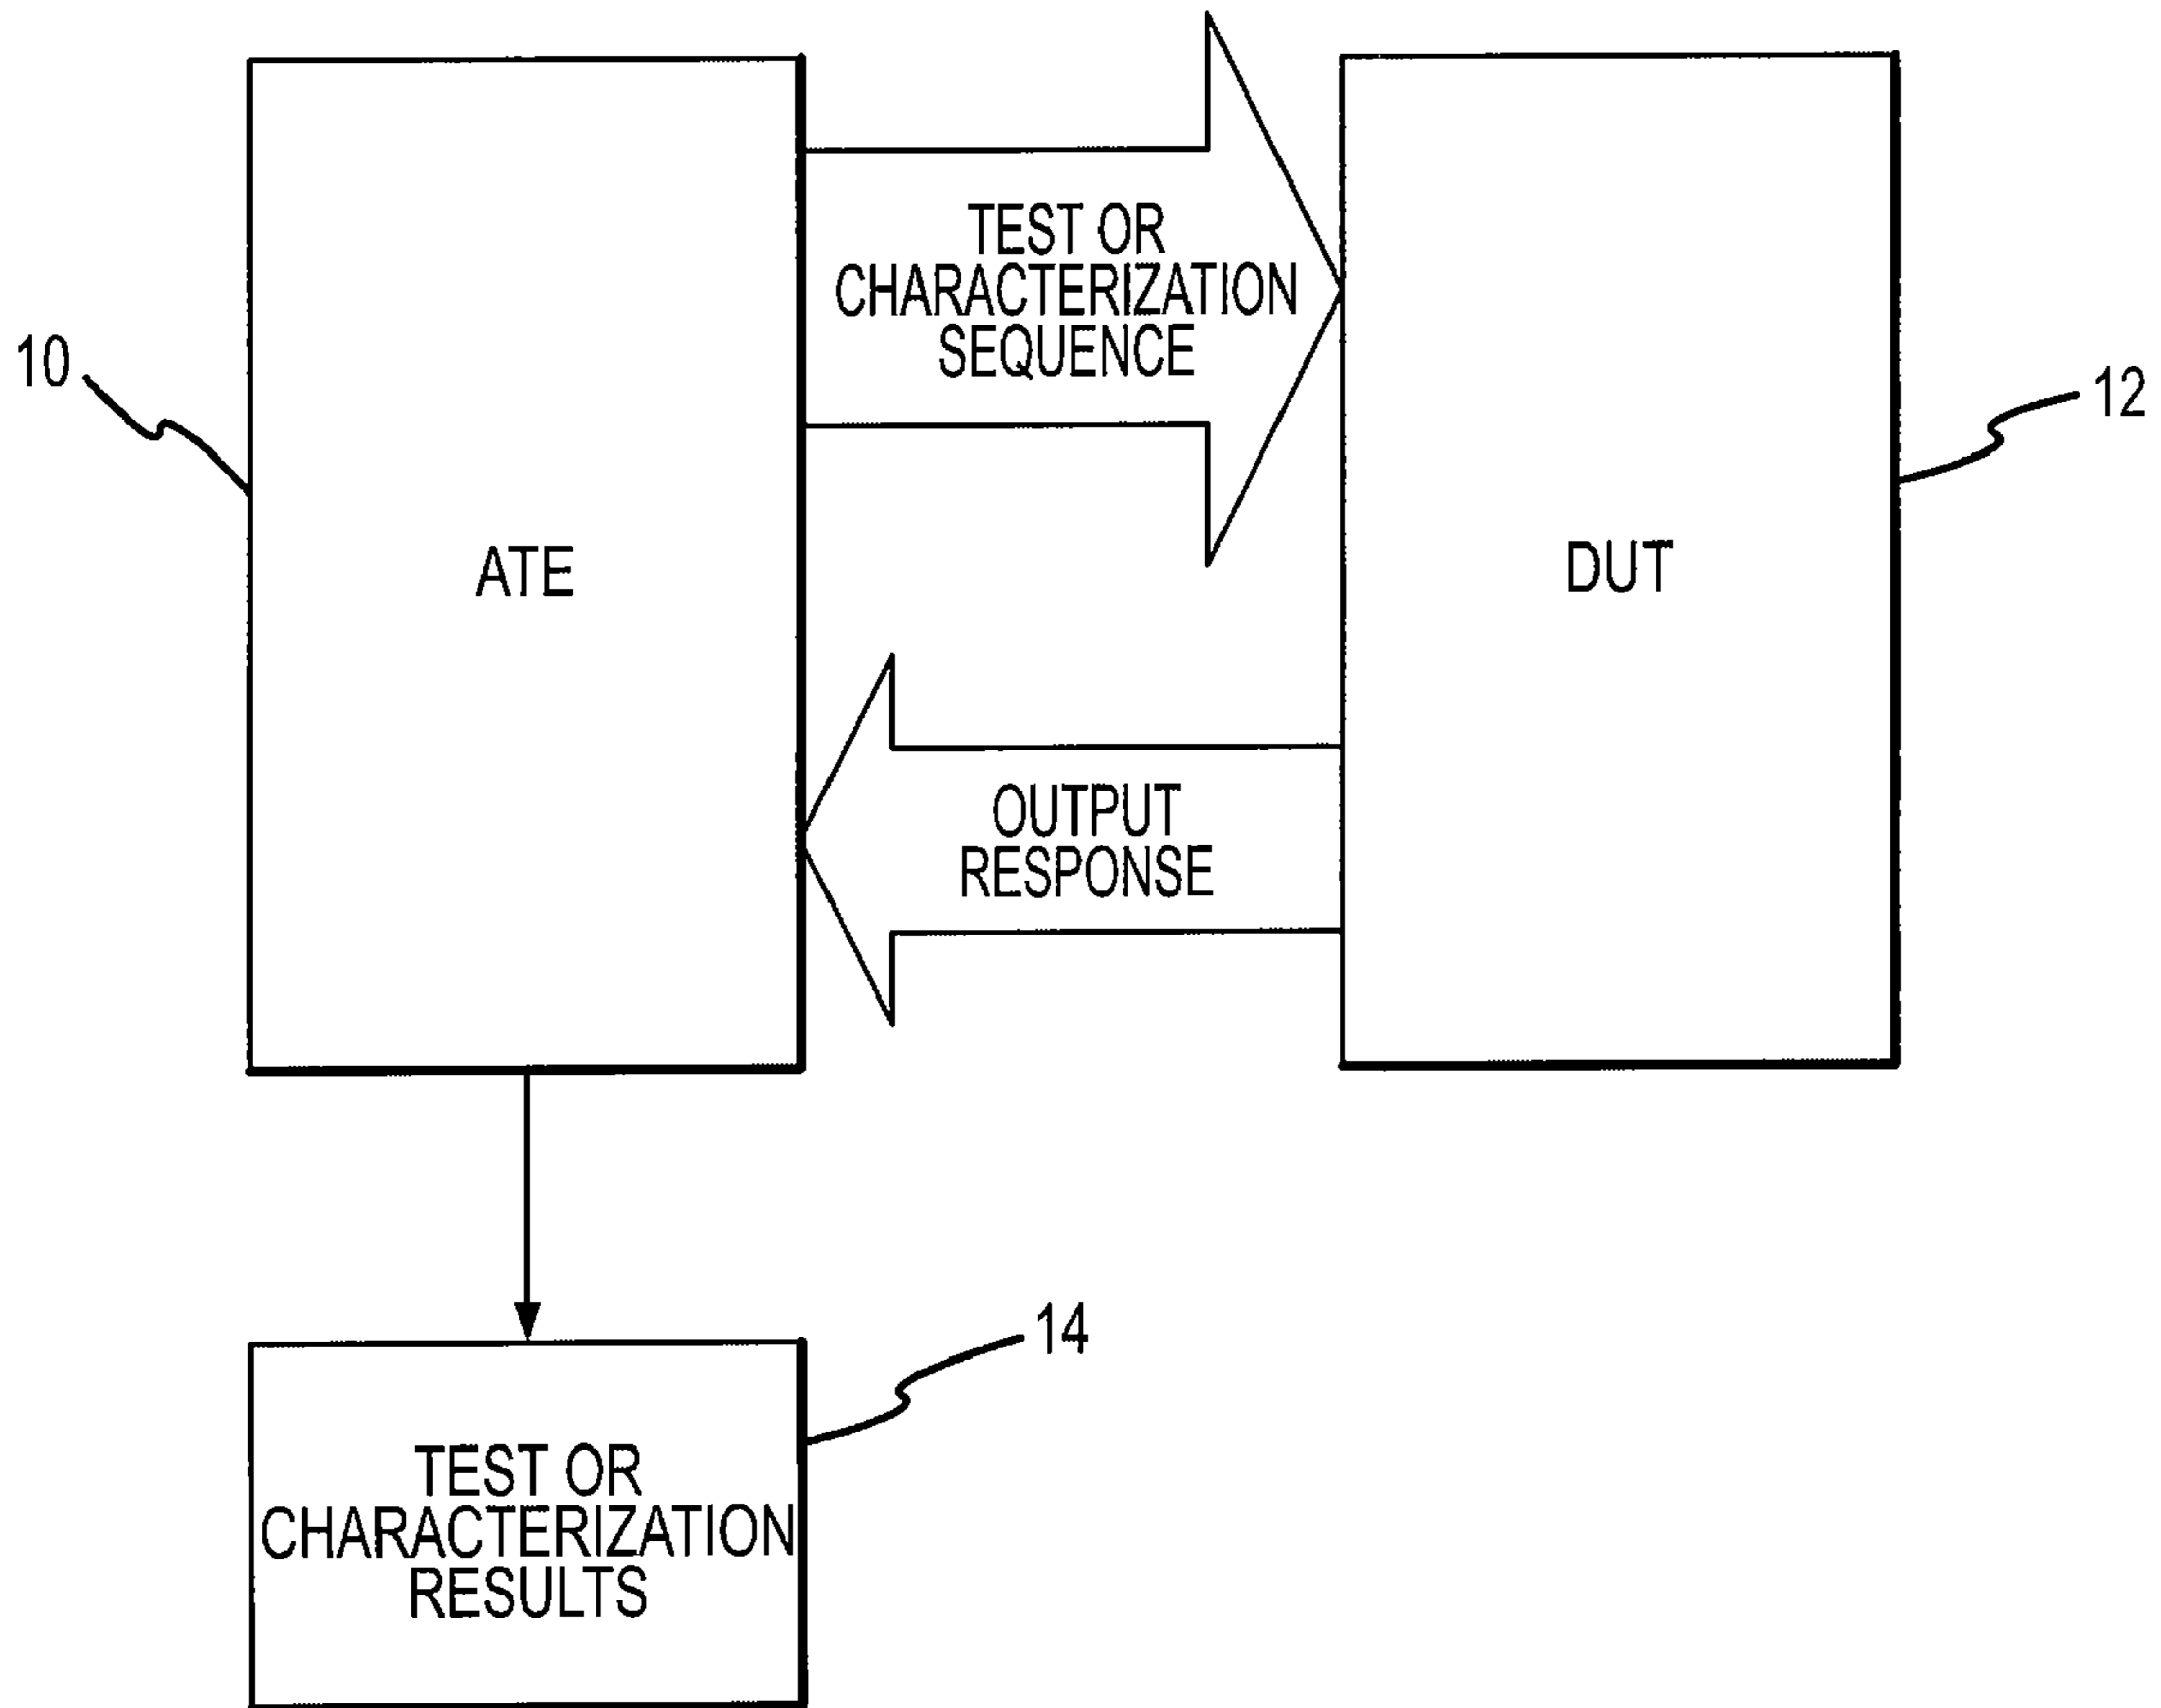 TEST OR
CHARACTERIZATION
SEQUENCE
10
12
ATE
DUT
OUTPUT
RESPONSE
14
TEST OR
CHARACTERIZATION
RESULTS